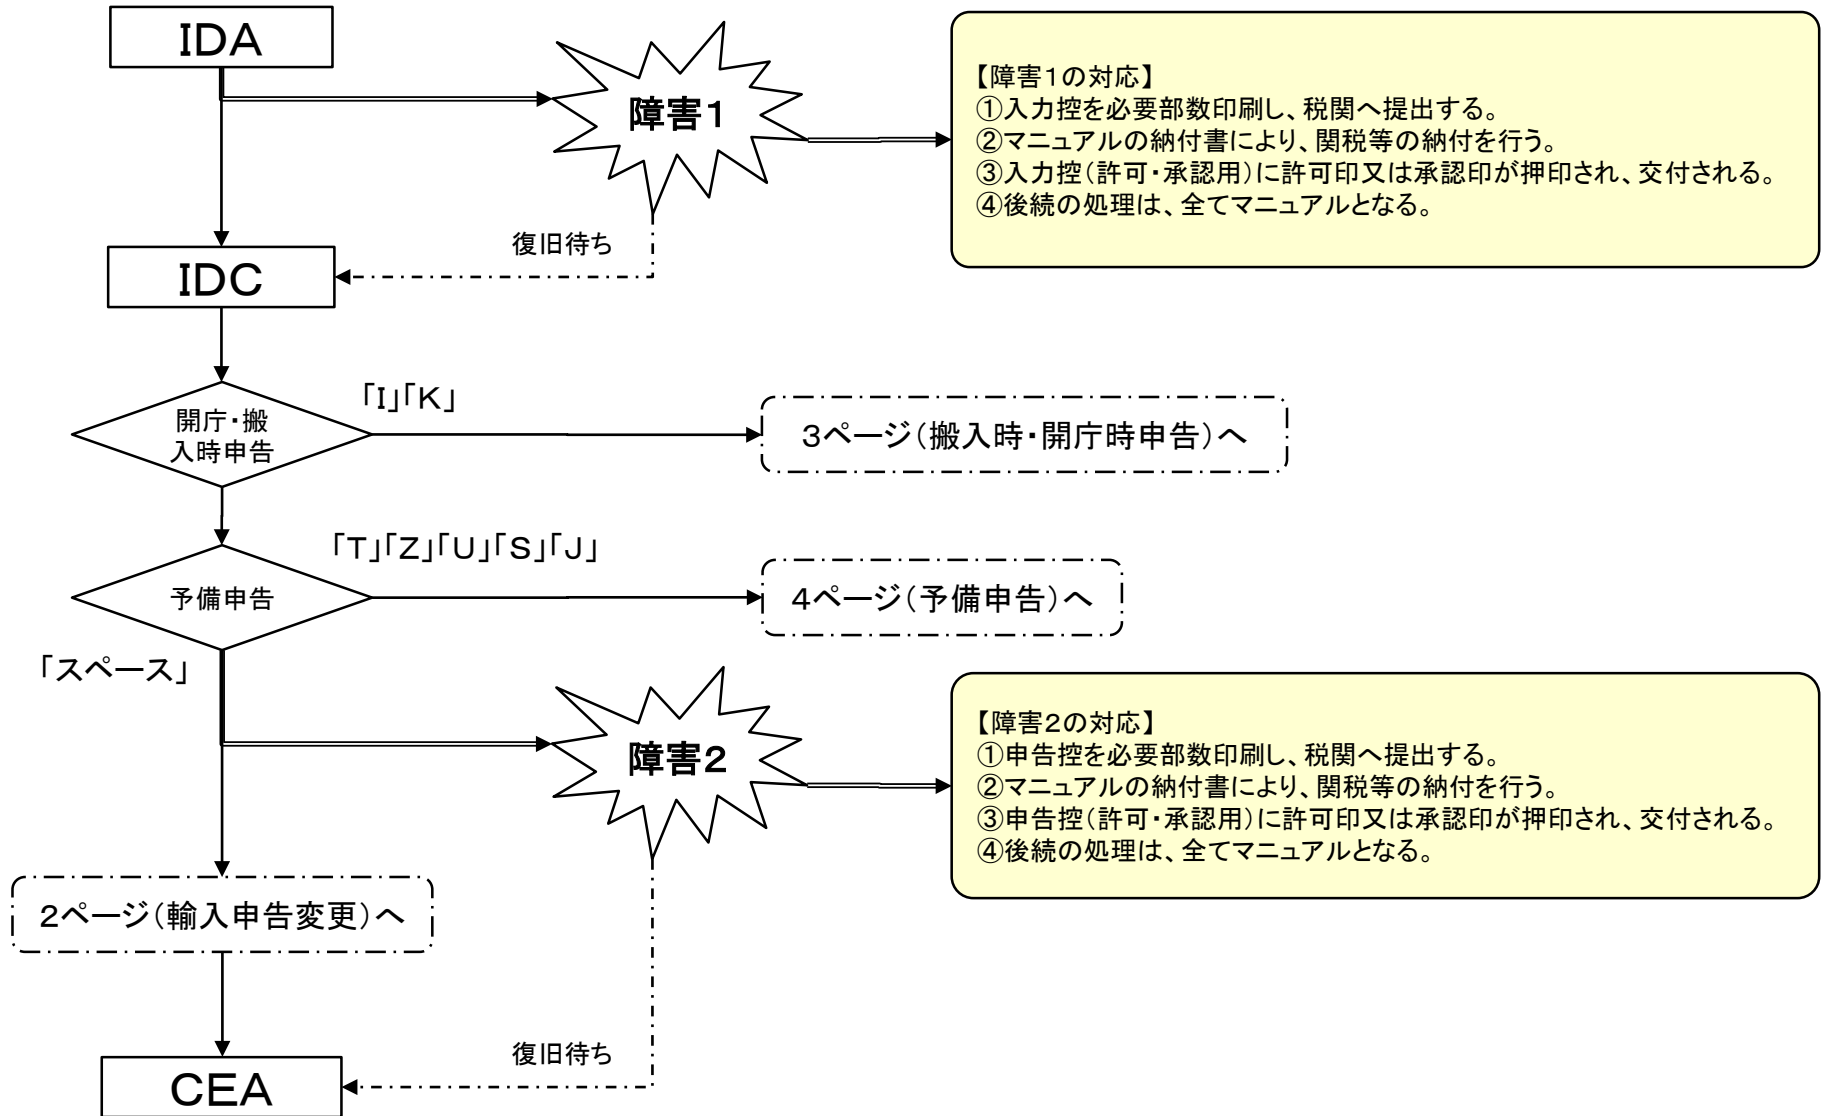 IDA
障害1
【障害1の対応】
①入力控を必要部数印刷し、税関へ提出する。
②マニュアルの納付書により、関税等の納付を行う。
③入力控(許可・承認用)に許可印又は承認印が押印され、交付される。
④後続の処理は、全てマニュアルとなる。
復旧待ち
IDC
「I」「K」
開庁・搬
入時申告
3ページ(搬入時・開庁時申告)へ
「T」「Z」「U」「S」「J」
予備申告
4ページ(予備申告)へ
「スペース」
障害2
【障害2の対応】
①申告控を必要部数印刷し、税関へ提出する。
②マニュアルの納付書により、関税等の納付を行う。
③申告控(許可・承認用)に許可印又は承認印が押印され、交付される。
④後続の処理は、全てマニュアルとなる。
2ページ(輸入申告変更)へ
復旧待ち
CEA